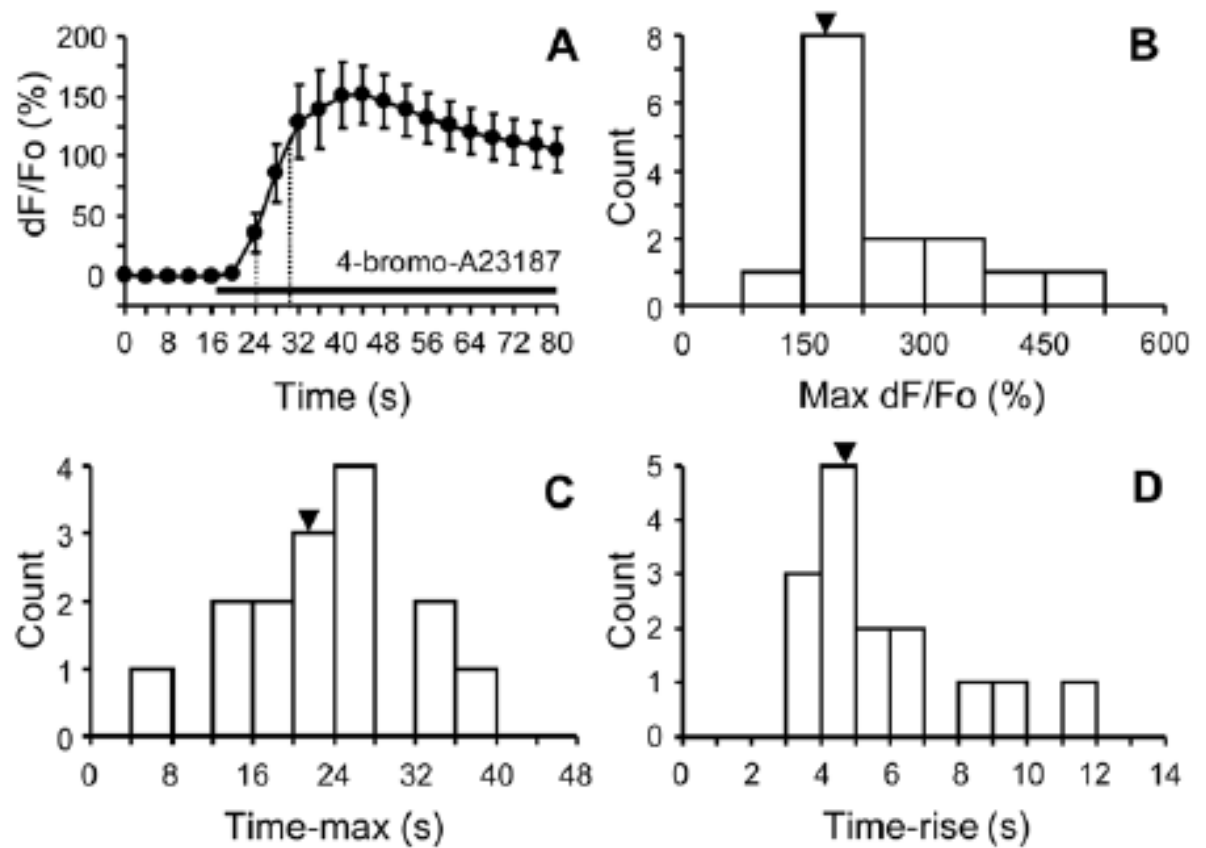 A
dF/Fo (%)
200
150
100
50
0
4-bromo-A23187
0 8 16 24 32 40 48 56 64 72 80
Time (s)
B
Count
8
6
4
2
0
0 150 300 450 600
Max dF/Fo (%)
C
Count
4
3
2
1
0
0 8 16 24 32 40 48
Time-max (s)
D
Count
5
4
3
2
1
0
0 2 4 6 8 10 12 14
Time-rise (s)